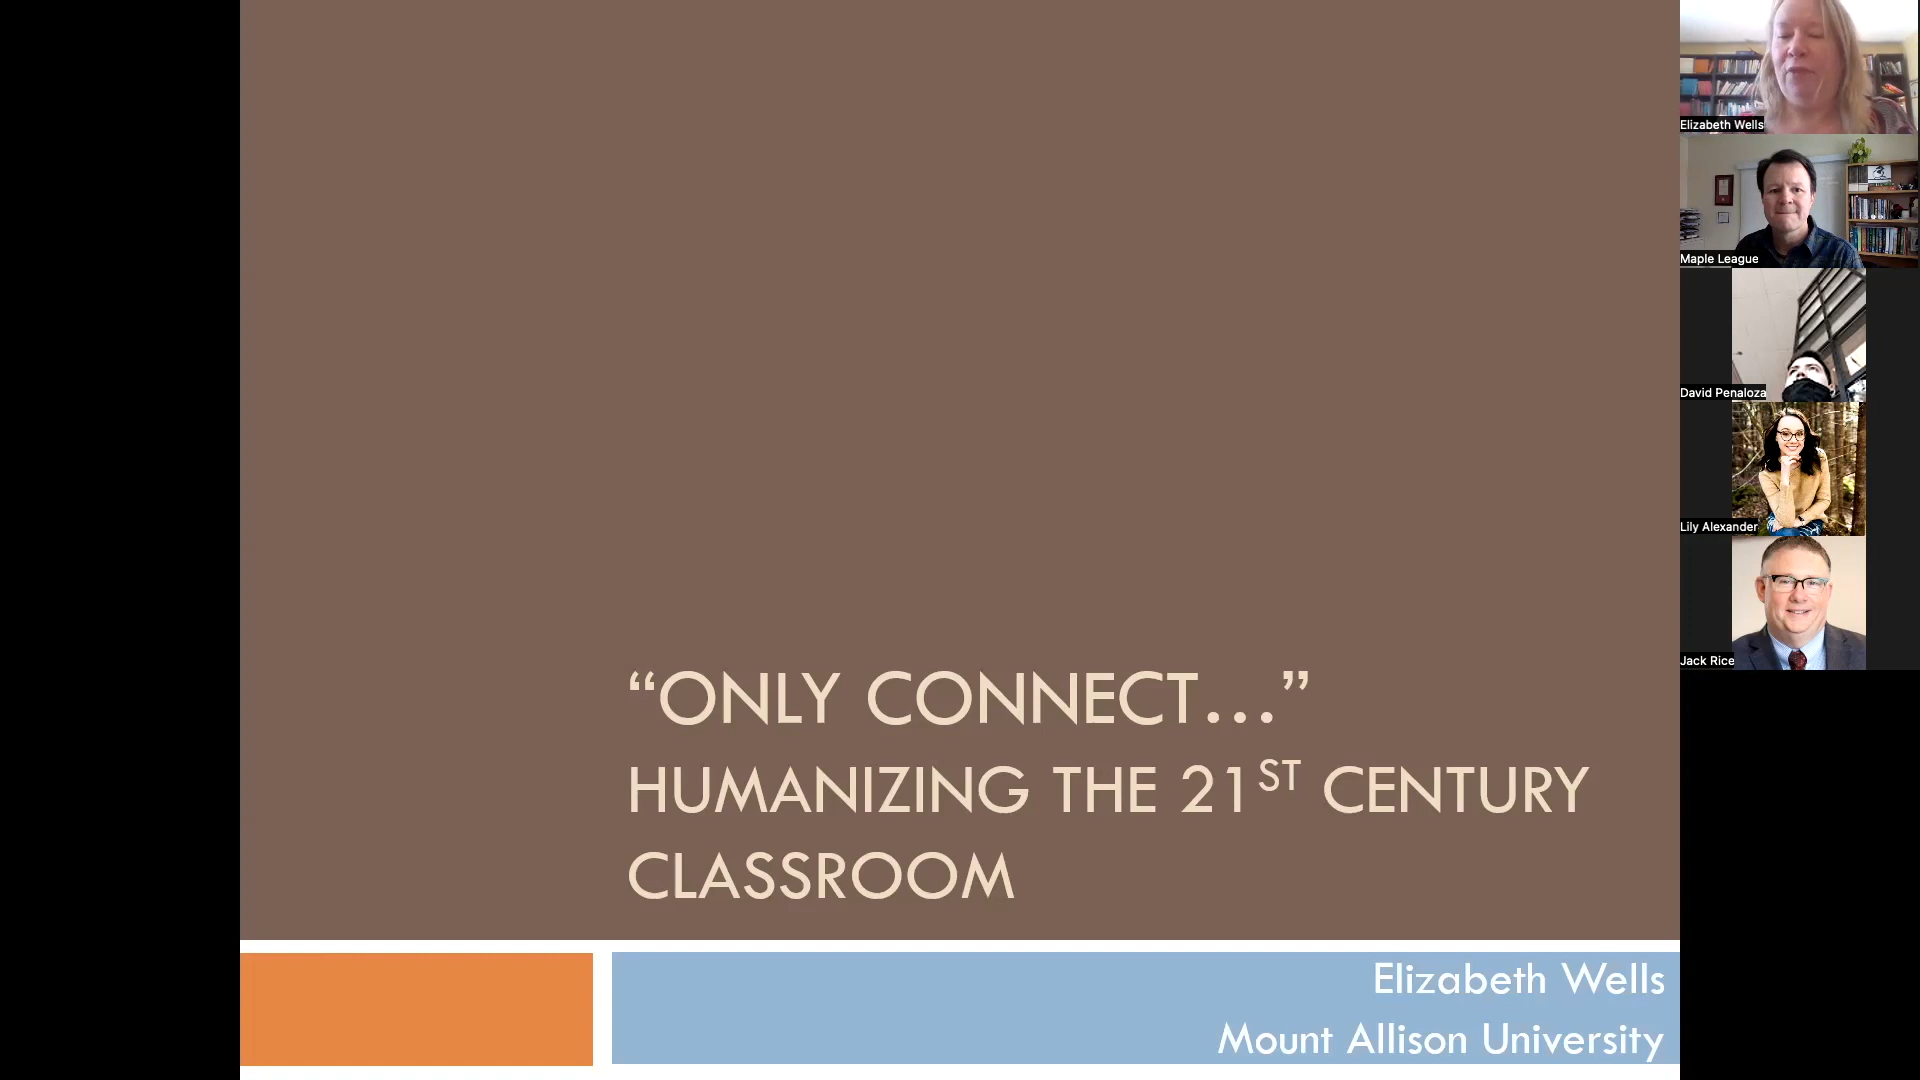 “ONLY CONNECT…”
HUMANIZING THE 21ST CENTURY
CLASSROOM
Elizabeth Wells
Mount Allison University
Elizabeth Wells
Maple League
David Penaloza
Lily Alexander
Jack Rice